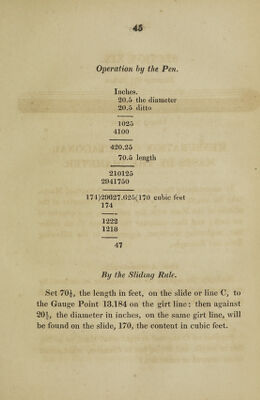 45
Operation by the Pen.
Inches.
20.5 the diameter
20.5 ditto
1025
4100
420.25
70.5 length
210125
2941750
174)29627.625(170 cubic feet
174
1222
1218
47
By the Sliding Rule.
Set 70½, the length in feet, on the slide or line C, to
the Gauge Point 13.184 on the girt line: then against
20½, the diameter in inches, on the same girt line, will
be found on the slide, 170, the content in cubic feet.